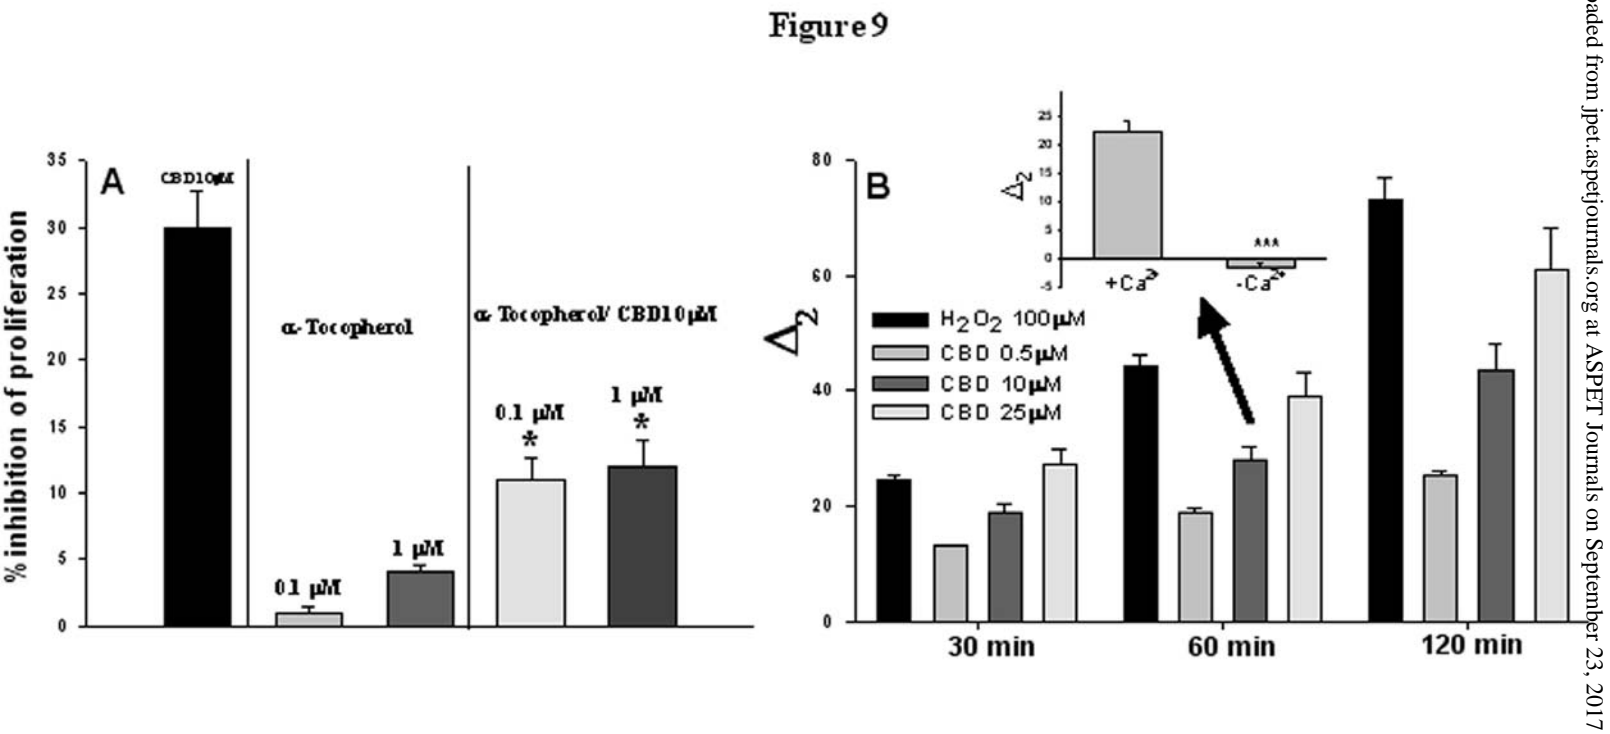 Figure 9
A
CBD10µM
% inhibition of proliferation
35
30
25
20
15
10
5
0
α-Tocopherol
0.1 µM
1 µM
α-Tocopherol/ CBD10µM
0.1 µM
*
1 µM
*
B
Δ2
80
60
40
20
0
Δ2
25
20
15
10
5
0
-5
***
+Ca2+
-Ca2+
H2O2 100µM
CBD 0.5µM
CBD 10µM
CBD 25µM
30 min
60 min
120 min
oaded from jpet.aspetjournals.org at ASPET Journals on September 23, 2017